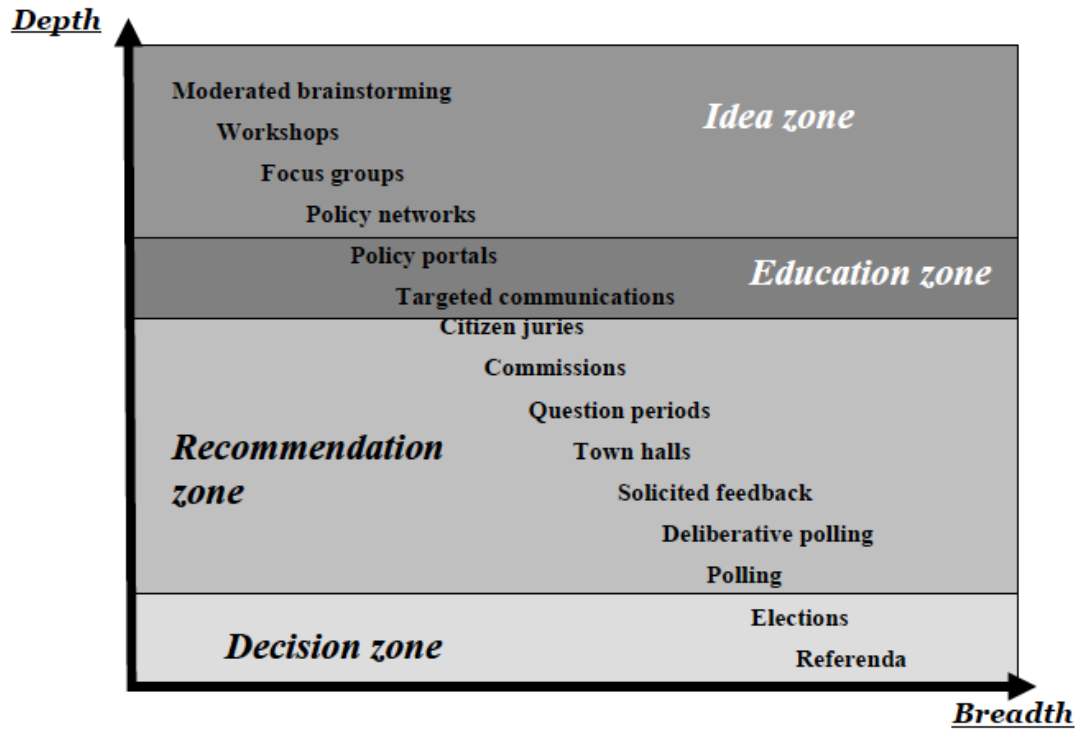 Depth
Moderated brainstorming
Idea zone
Workshops
Focus groups
Policy networks
Policy portals
Education zone
Targeted communications
Citizen juries
Commissions
Question periods
Recommendation
zone
Town halls
Solicited feedback
Deliberative polling
Polling
Elections
Decision zone
Referenda
Breadth